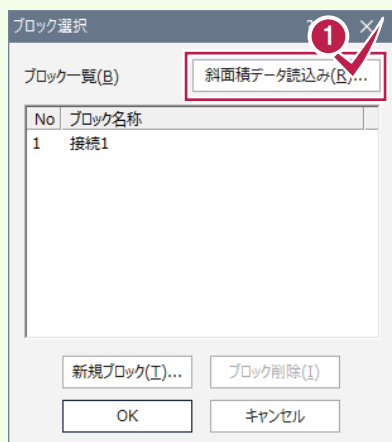 ブロック選択
1
ブロック一覧(B)
斜面積データ読込み(R)...
No ブロック名称
1 接続1
新規ブロック(T)...
ブロック削除(I)
OK
キャンセル